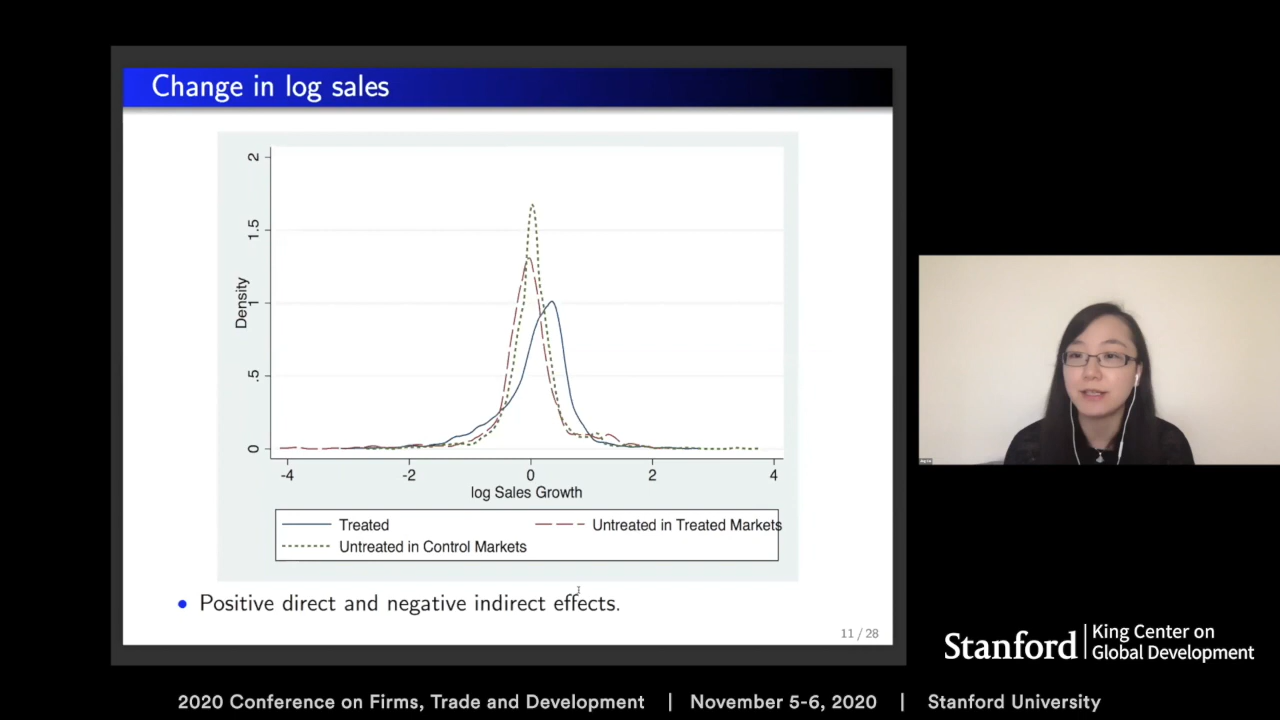 Change in log sales
2
1.5
1
.5
0
Density
-4 -2 0 2 4
log Sales Growth
Treated Untreated in Treated Markets
Untreated in Control Markets
• Positive direct and negative indirect effects.
11 / 28
Stanford | King Center on
Global Development
2020 Conference on Firms, Trade and Development | November 5-6, 2020 | Stanford University